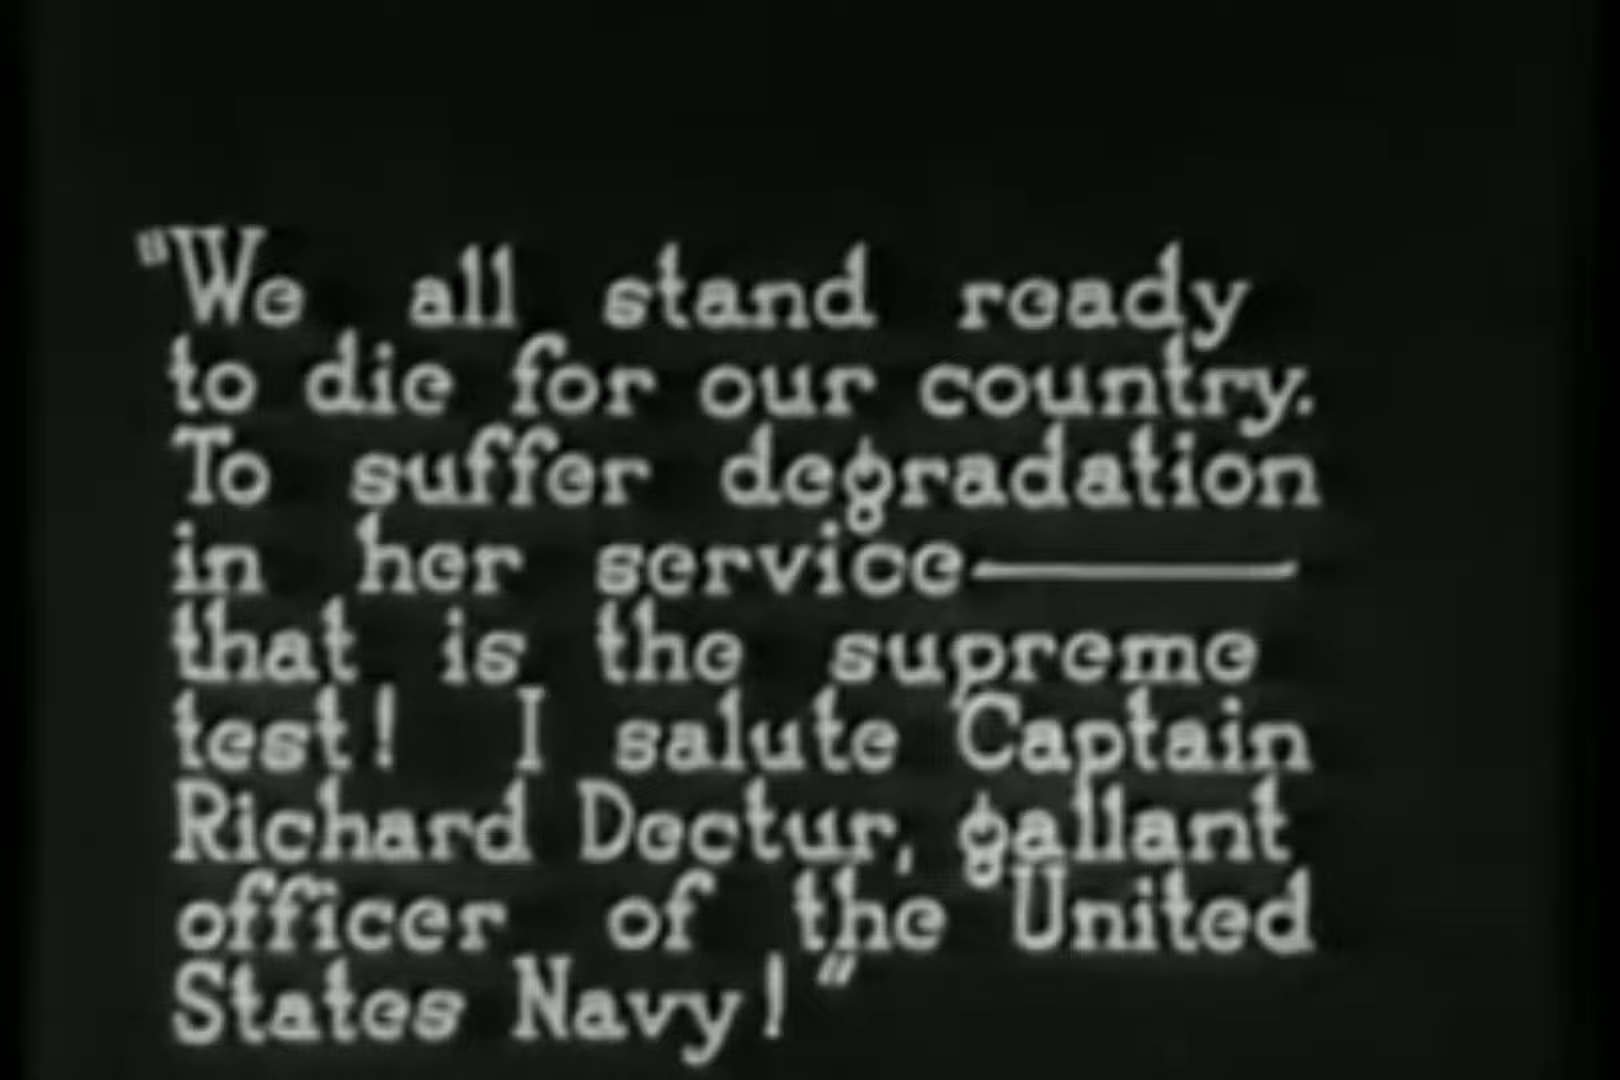 "We all stand ready
to die for our country.
To suffer degradation
in her service—
that is the supreme
test! I salute Captain
Richard Dectur, gallant
officer of the United
States Navy!"